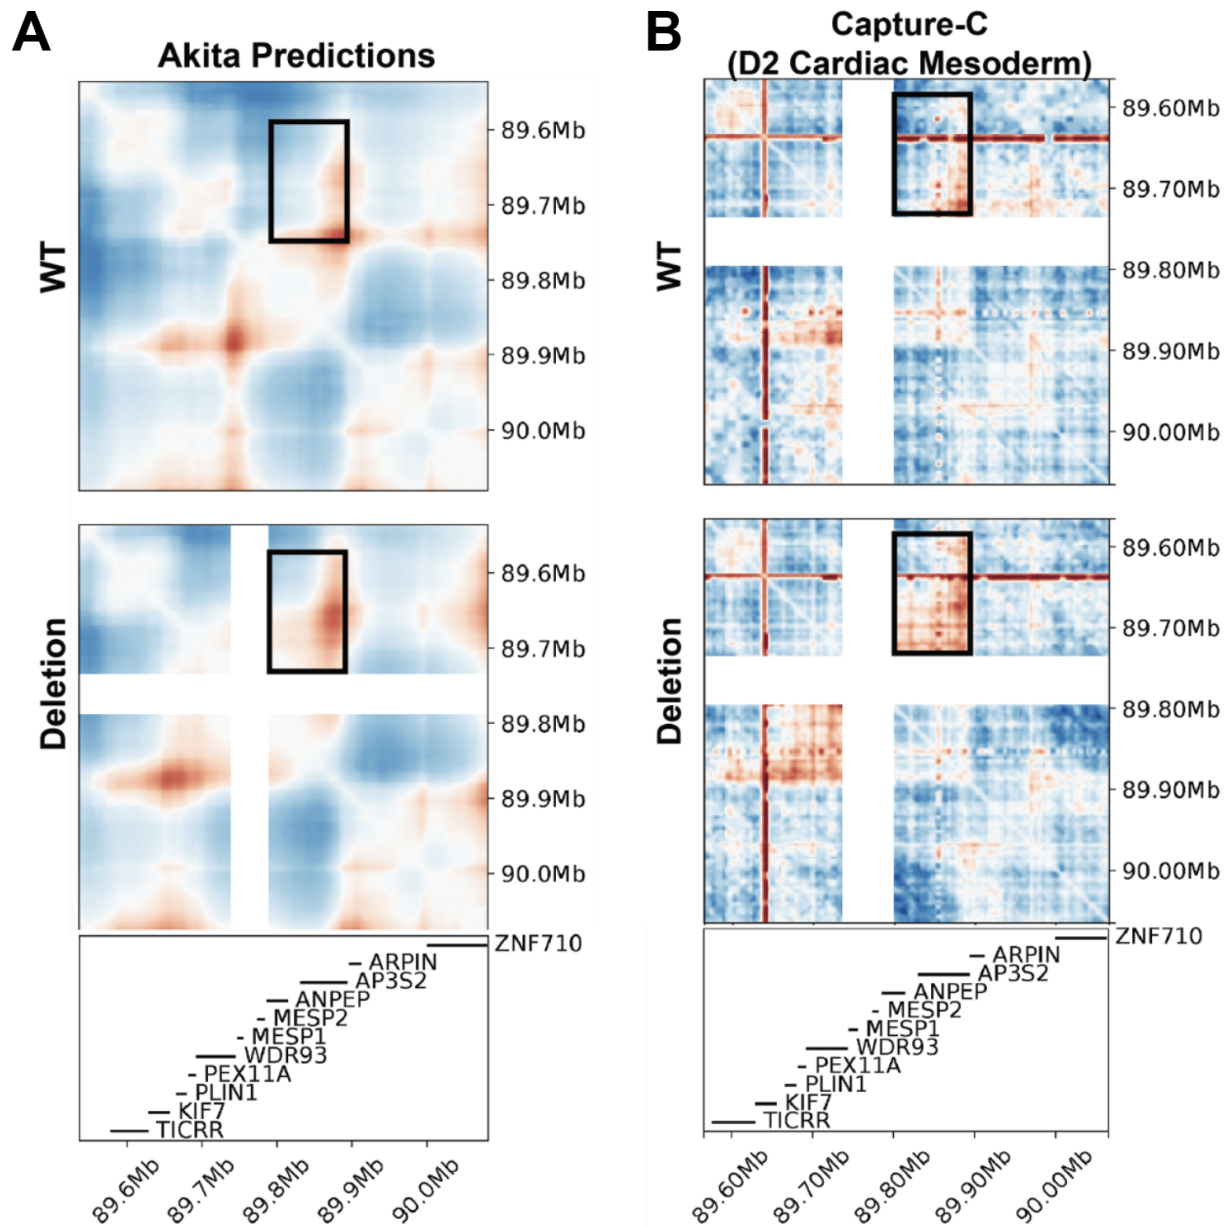 A
Akita Predictions
WT
89.6Mb
89.7Mb
89.8Mb
89.9Mb
90.0Mb
Deletion
89.6Mb
89.7Mb
89.8Mb
89.9Mb
90.0Mb
ZNF710
ARPIN
AP3S2
ANPEP
MESP2
MESP1
WDR93
PEX11A
PLIN1
KIF7
TICRR
89.6Mb
89.7Mb
89.8Mb
89.9Mb
90.0Mb
B
Capture-C
(D2 Cardiac Mesoderm)
WT
89.60Mb
89.70Mb
89.80Mb
89.90Mb
90.00Mb
Deletion
89.60Mb
89.70Mb
89.80Mb
89.90Mb
90.00Mb
ZNF710
ARPIN
AP3S2
ANPEP
MESP2
MESP1
WDR93
PEX11A
PLIN1
KIF7
TICRR
89.60Mb
89.70Mb
89.80Mb
89.90Mb
90.00Mb